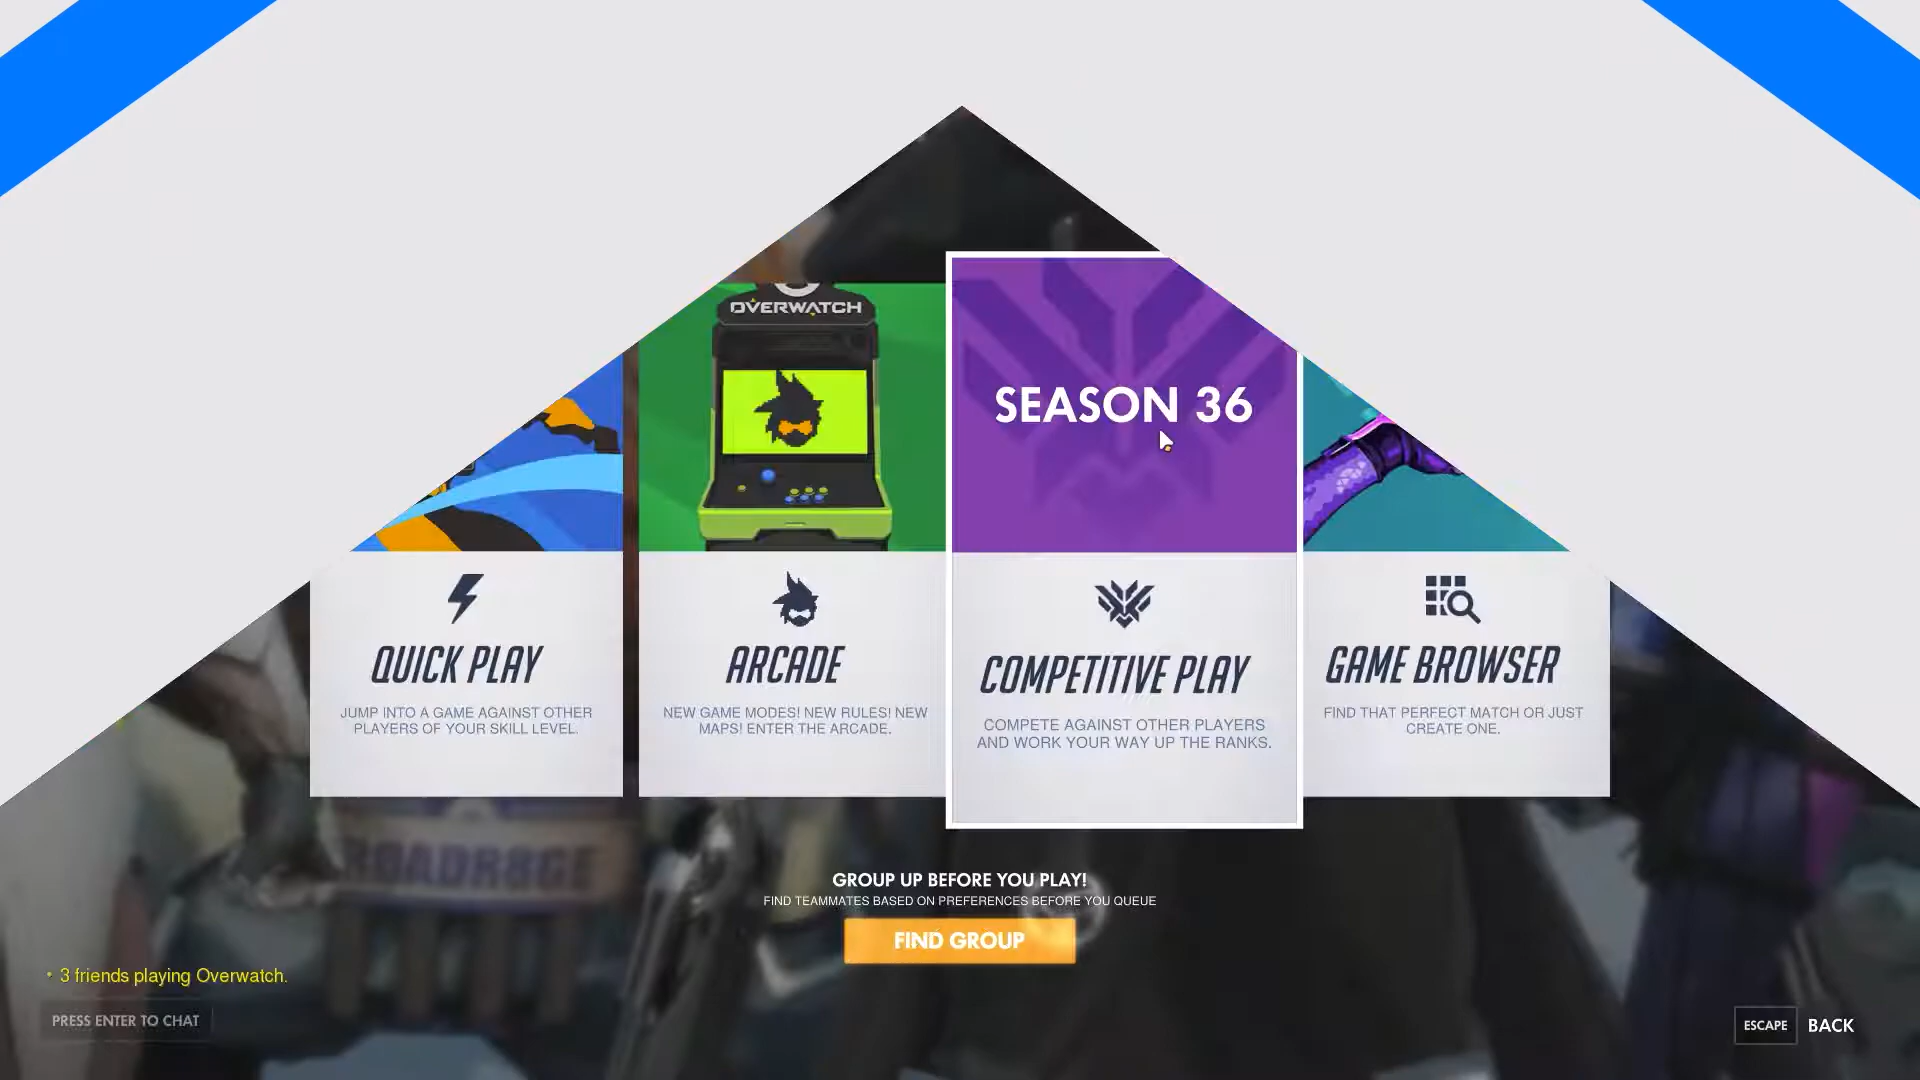 OVERWATCH
SEASON 36
QUICK PLAY
JUMP INTO A GAME AGAINST OTHER
PLAYERS OF YOUR SKILL LEVEL.
ARCADE
NEW GAME MODES! NEW RULES! NEW
MAPS! ENTER THE ARCADE.
COMPETITIVE PLAY
COMPETE AGAINST OTHER PLAYERS
AND WORK YOUR WAY UP THE RANKS.
GAME BROWSER
FIND THAT PERFECT MATCH OR JUST
CREATE ONE.
ROADR8GE
GROUP UP BEFORE YOU PLAY!
FIND TEAMMATES BASED ON PREFERENCES BEFORE YOU QUEUE
FIND GROUP
• 3 friends playing Overwatch.
PRESS ENTER TO CHAT
ESCAPE BACK